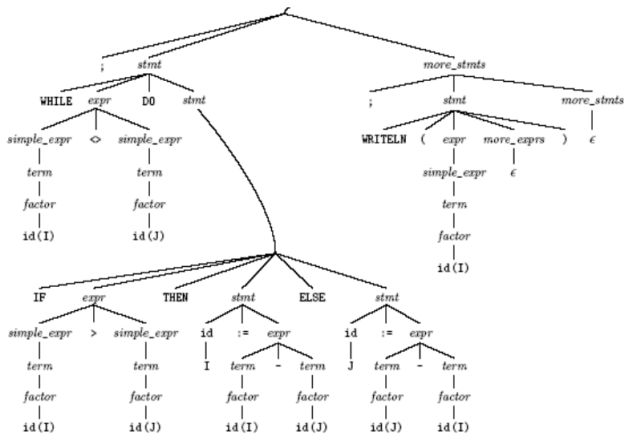 ; stmt more_stmts
WHILE expr DO stmt ; stmt more_stmts
simple_expr <> simple_expr WRITELN ( expr more_exprs ) ϵ
term term simple_expr ϵ
factor factor term
id(I) id(J) factor
id(I)
IF expr THEN stmt ELSE stmt
simple_expr > simple_expr id := expr id := expr
term term I term - term J term - term
factor factor factor factor factor factor
id(I) id(J) id(I) id(J) id(J) id(I)